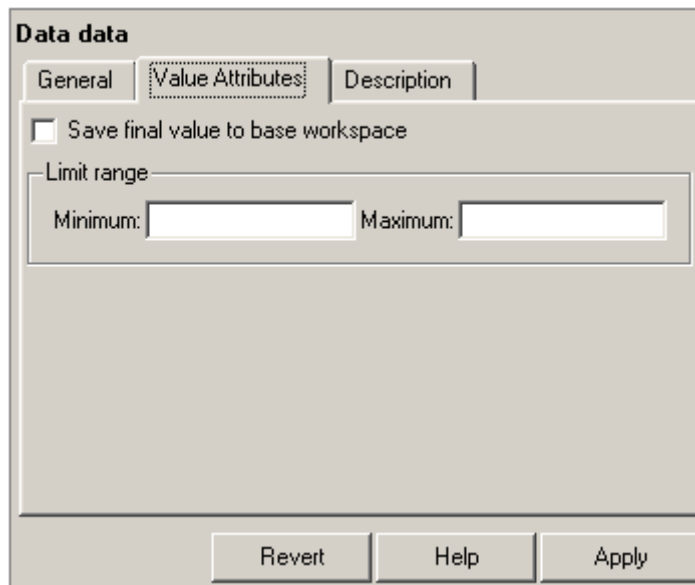 Data data
General Value Attributes Description
Save final value to base workspace
Limit range
Minimum: Maximum:
Revert Help Apply